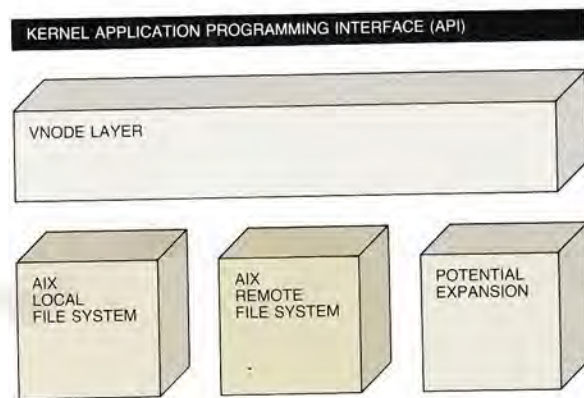 KERNEL APPLICATION PROGRAMMING INTERFACE (API)
VNODE LAYER
AIX
LOCAL
FILE SYSTEM
AIX
REMOTE
FILE SYSTEM
POTENTIAL
EXPANSION